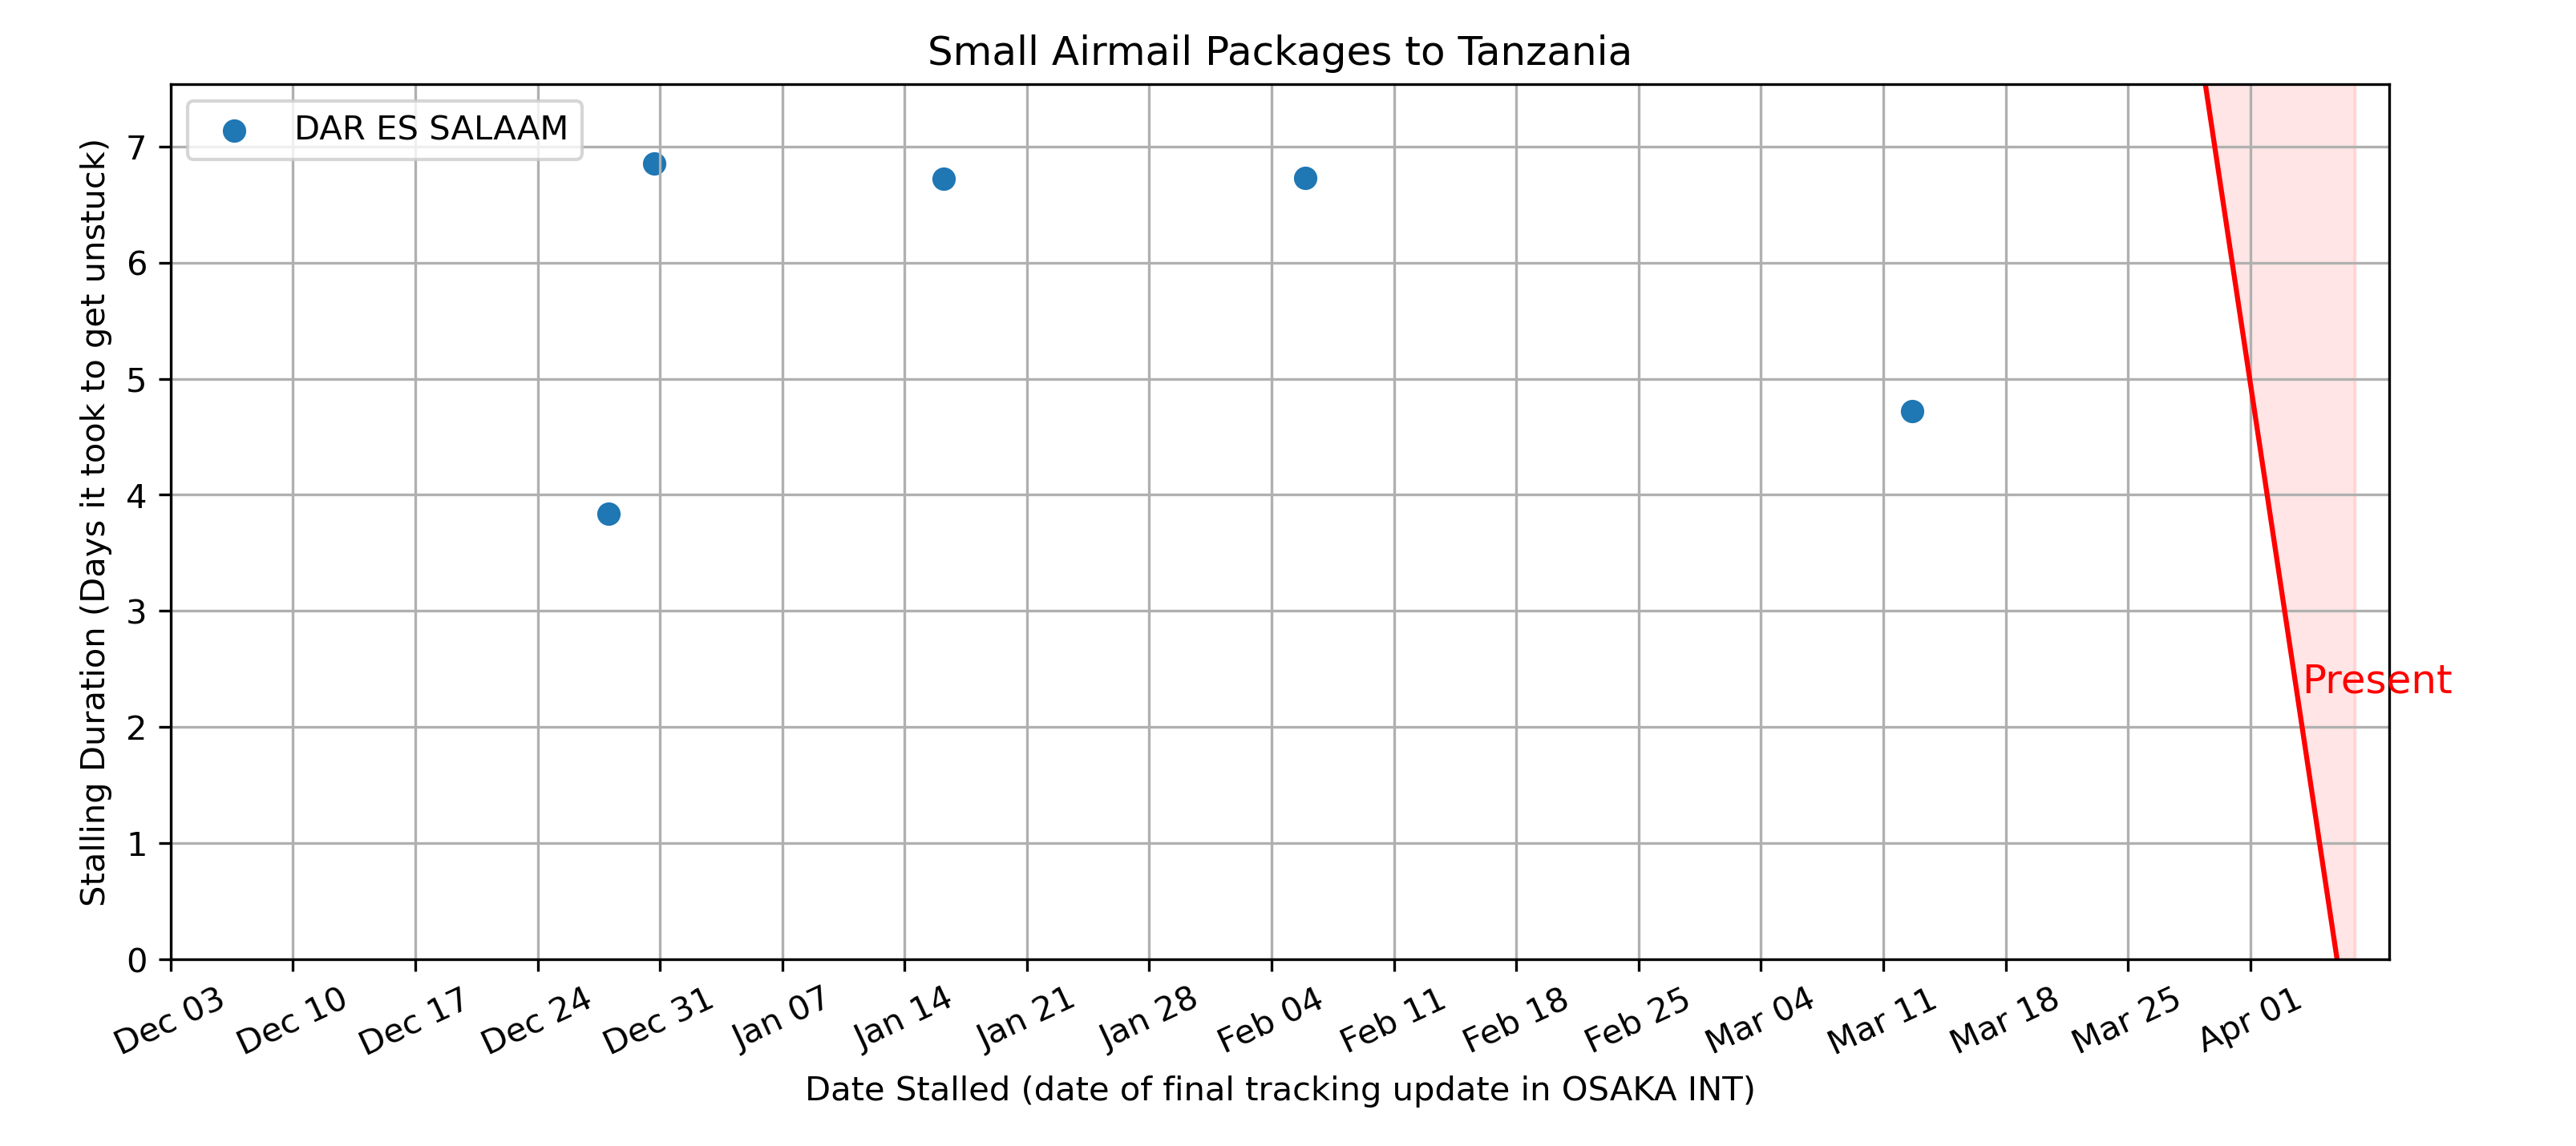 Small Airmail Packages to Tanzania
DAR ES SALAAM
Stalling Duration (Days it took to get unstuck)
7
6
5
4
3
2
1
0
Present
Dec 03
Dec 10
Dec 17
Dec 24
Dec 31
Jan 07
Jan 14
Jan 21
Jan 28
Feb 04
Feb 11
Feb 18
Feb 25
Mar 04
Mar 11
Mar 18
Mar 25
Apr 01
Date Stalled (date of final tracking update in OSAKA INT)